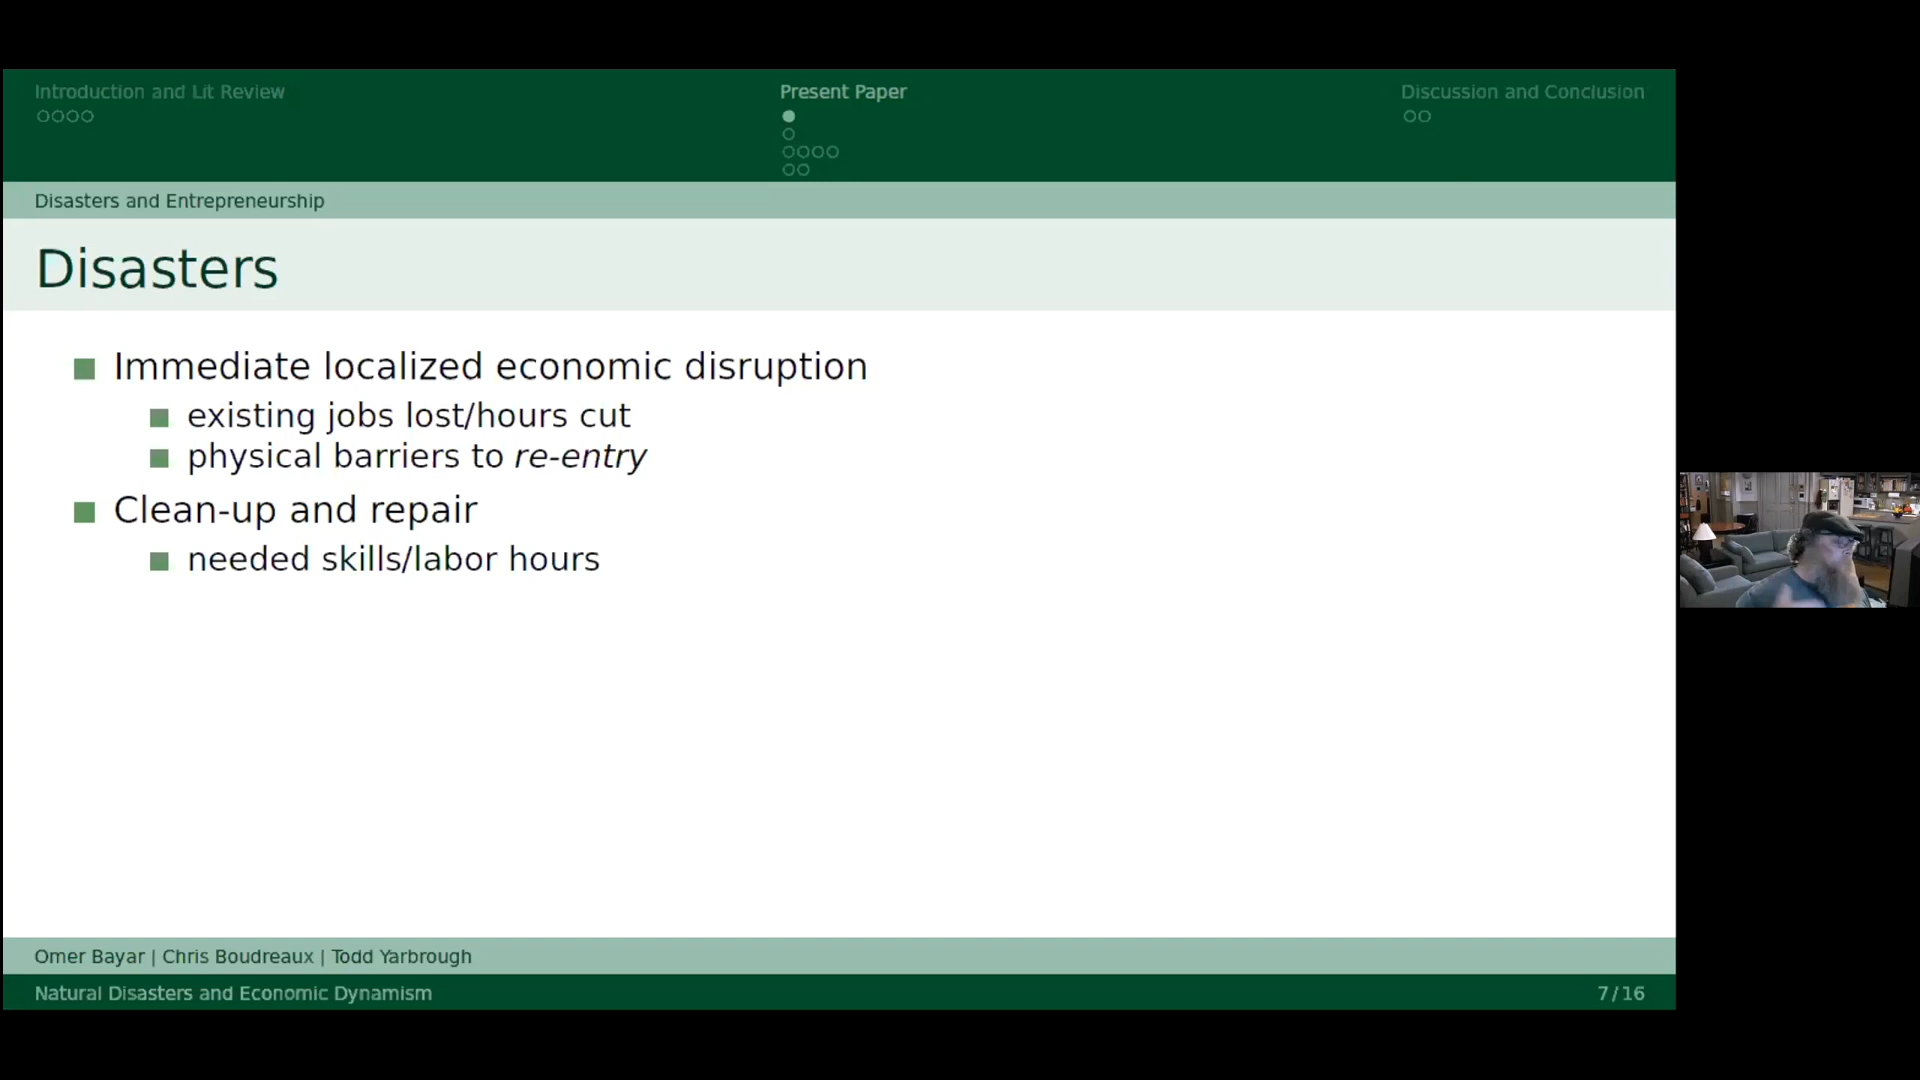 Introduction and Lit Review
Present Paper
Discussion and Conclusion
Disasters and Entrepreneurship
Disasters
Immediate localized economic disruption
existing jobs lost/hours cut
physical barriers to re-entry
Clean-up and repair
needed skills/labor hours
Omer Bayar | Chris Boudreaux | Todd Yarbrough
Natural Disasters and Economic Dynamism
7/16